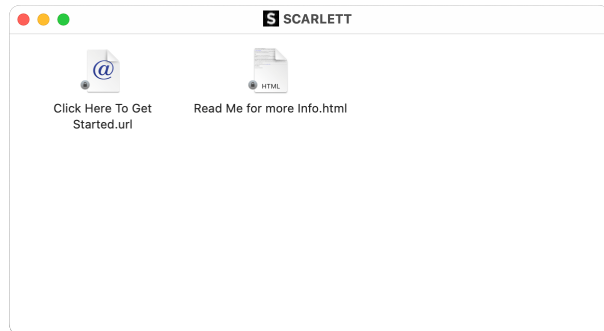 S SCARLETT
@
HTML
Click Here To Get
Started.url
Read Me for more Info.html